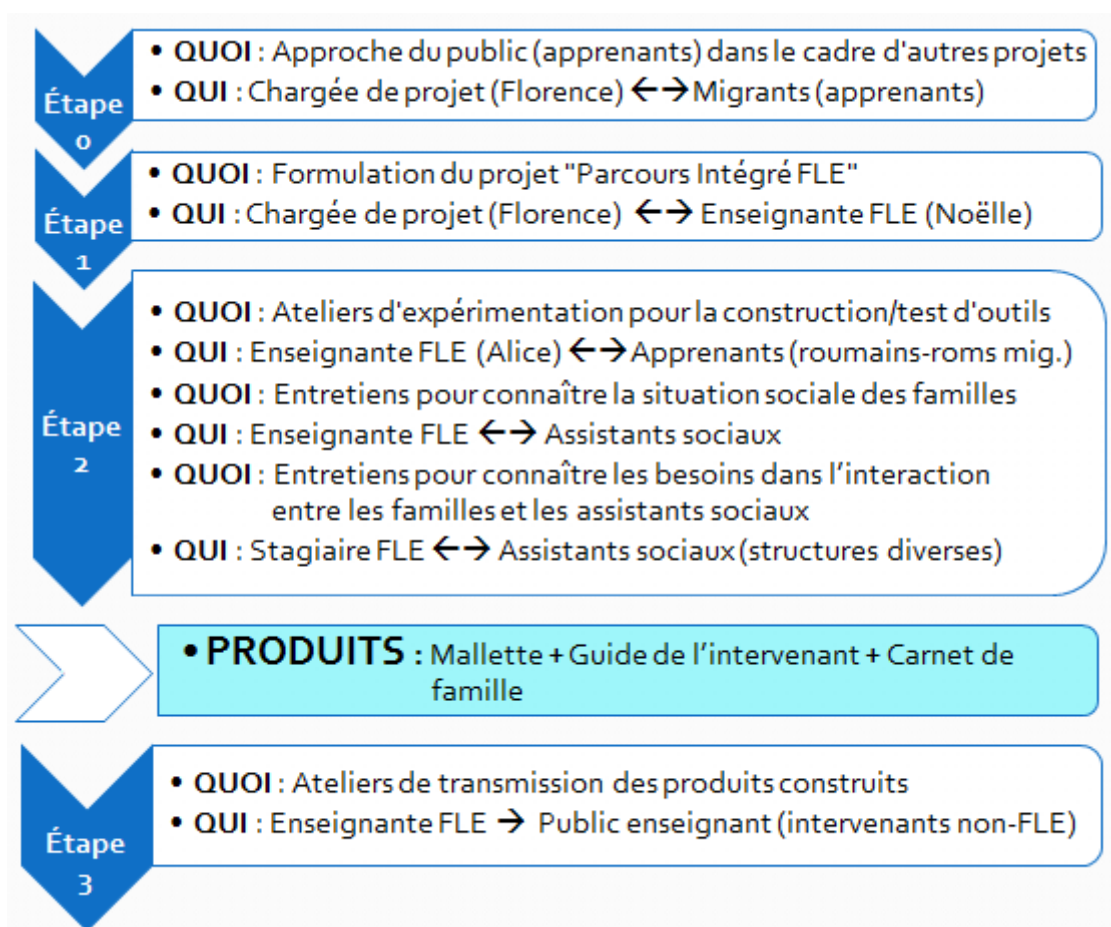 Étape
0
• QUOI : Approche du public (apprenants) dans le cadre d'autres projets
• QUI : Chargée de projet (Florence) ←→ Migrants (apprenants)
Étape
1
• QUOI : Formulation du projet "Parcours Intégré FLE"
• QUI : Chargée de projet (Florence) ←→ Enseignante FLE (Noëlle)
Étape
2
• QUOI : Ateliers d'expérimentation pour la construction/test d'outils
• QUI : Enseignante FLE (Alice) ←→ Apprenants (roumains-roms mig.)
• QUOI : Entretiens pour connaître la situation sociale des familles
• QUI : Enseignante FLE ←→ Assistants sociaux
• QUOI : Entretiens pour connaître les besoins dans l’interaction
entre les familles et les assistants sociaux
• QUI : Stagiaire FLE ←→ Assistants sociaux (structures diverses)
• PRODUITS : Mallette + Guide de l’intervenant + Carnet de
famille
Étape
3
• QUOI : Ateliers de transmission des produits construits
• QUI : Enseignante FLE → Public enseignant (intervenants non-FLE)